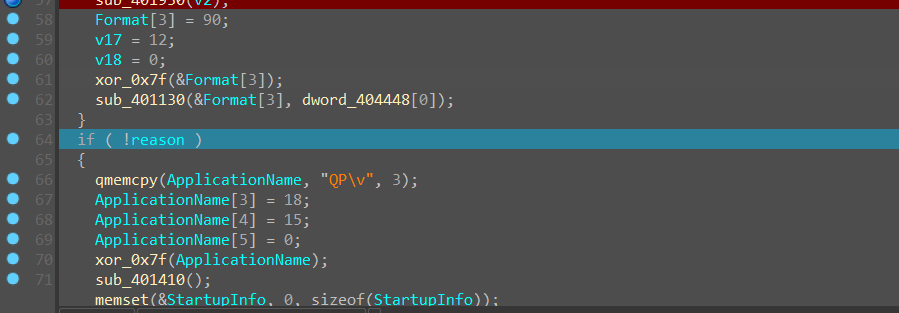 57 sub_401950(v2);
58 Format[3] = 90;
59 v17 = 12;
60 v18 = 0;
61 xor_0x7f(&Format[3]);
62 sub_401130(&Format[3], dword_404448[0]);
63 }
64 if ( !reason )
65 {
66 qmemcpy(ApplicationName, "QP\v", 3);
67 ApplicationName[3] = 18;
68 ApplicationName[4] = 15;
69 ApplicationName[5] = 0;
70 xor_0x7f(ApplicationName);
71 sub_401410();
memset(&StartupInfo, 0, sizeof(StartupInfo));